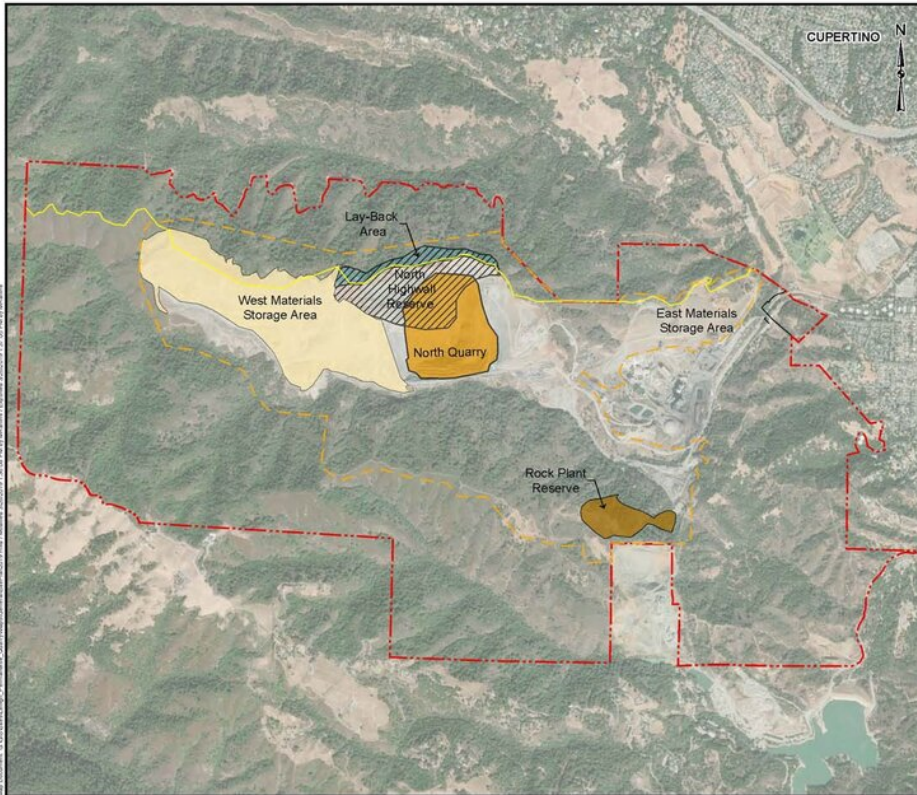 CUPERTINO
N
Lay-Back
Area
North
Highwall
Reserve
West Materials
Storage Area
East Materials
Storage Area
North Quarry
Rock Plant
Reserve